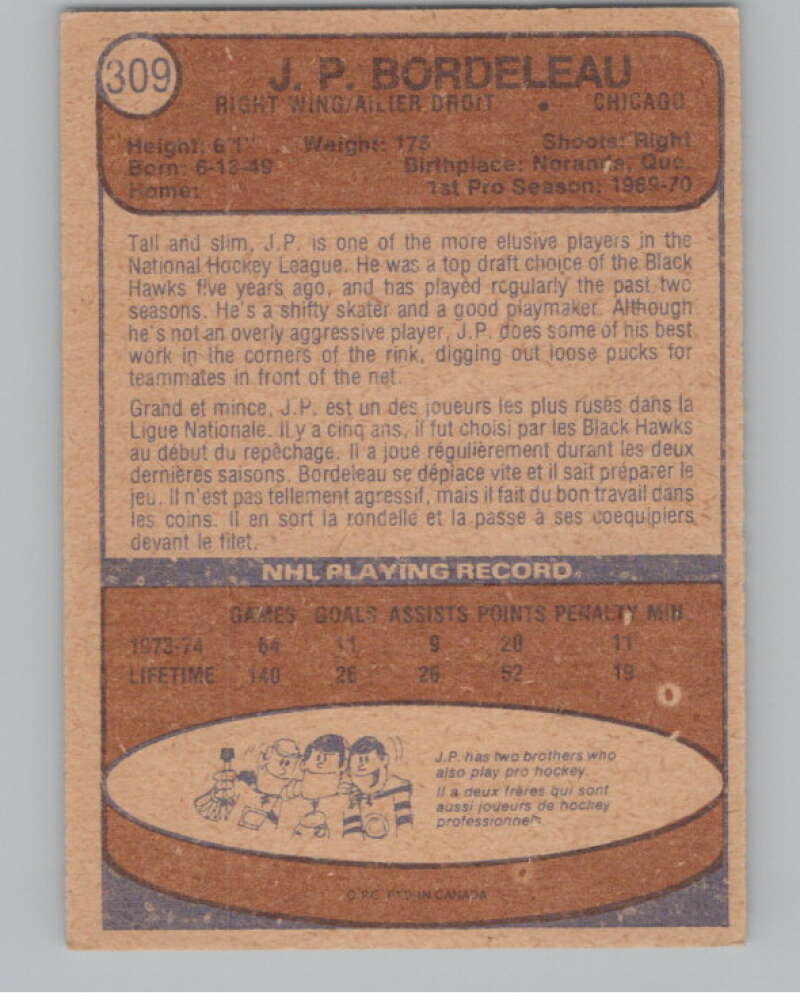 309
J. P. BORDELEAU
RIGHT WING/AILIER DROIT • CHICAGO
Height: 6'1" Weight: 175 Shoots: Right
Born: 6-13-49 Birthplace: Noranda, Que.
Home: 1st Pro Season: 1969-70
Tall and slim, J.P. is one of the more elusive players in the
National Hockey League. He was a top draft choice of the Black
Hawks five years ago, and has played regularly the past two
seasons. He's a shifty skater and a good playmaker. Although
he's not an overly aggressive player, J.P. does some of his best
work in the corners of the rink, digging out loose pucks for
teammates in front of the net.
Grand et mince, J.P. est un des joueurs les plus rusés dans la
Ligue Nationale. Il y a cinq ans, il fut choisi par les Black Hawks
au début du repêchage. Il a joué régulièrement durant les deux
dernières saisons. Bordeleau se déplace vite et il sait préparer le
jeu. Il n'est pas tellement agressif, mais il fait du bon travail dans
les coins. Il en sort la rondelle et la passe à ses coequipiers
devant le filet.
NHL PLAYING RECORD
GAMES GOALS ASSISTS POINTS PENALTY MIN.
1973-74 64 11 9 20 11
LIFETIME 140 26 26 52 19
J.P. has two brothers who
also play pro hockey.
Il a deux frères qui sont
aussi joueurs de hockey
professionnels.
IN CANADA